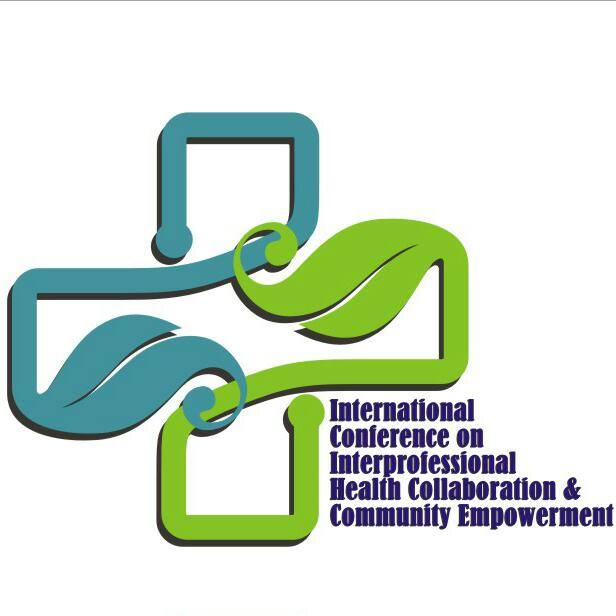 International
Conference on
Interprofessional
Health Collaboration &
Community Empowerment